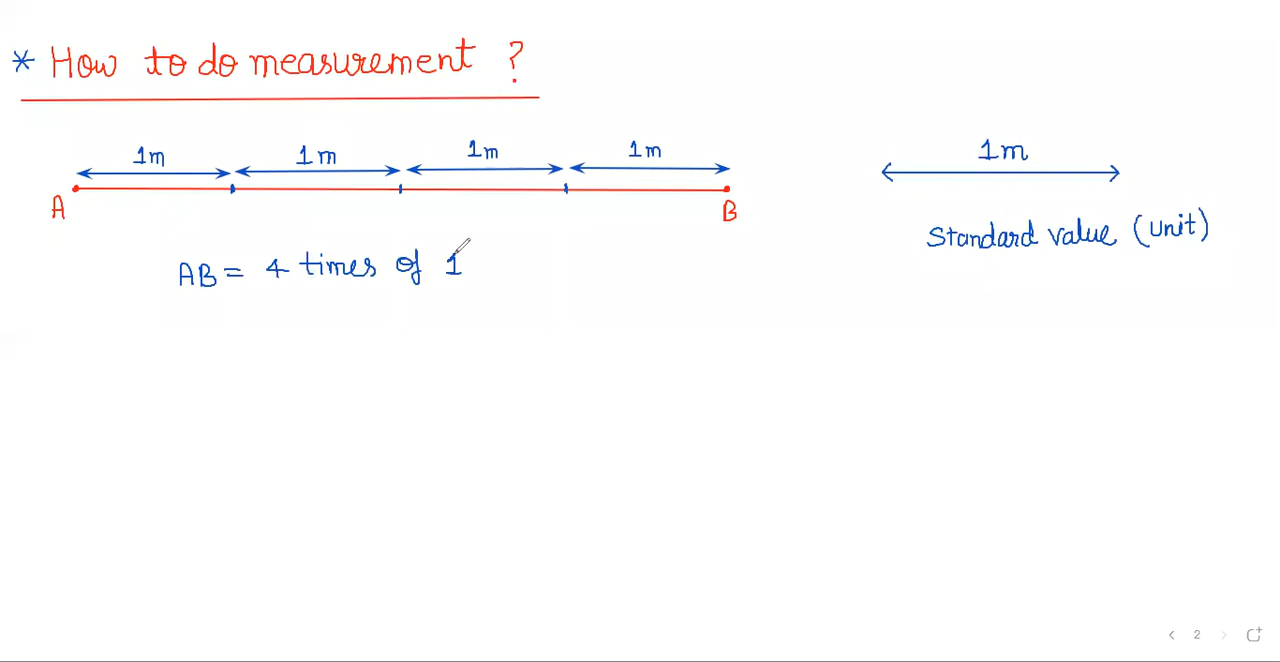 * How to do measurement ?
1m 1m 1m 1m
A B
AB = 4 times of 1
1m
Standard value (unit)
< 2 >